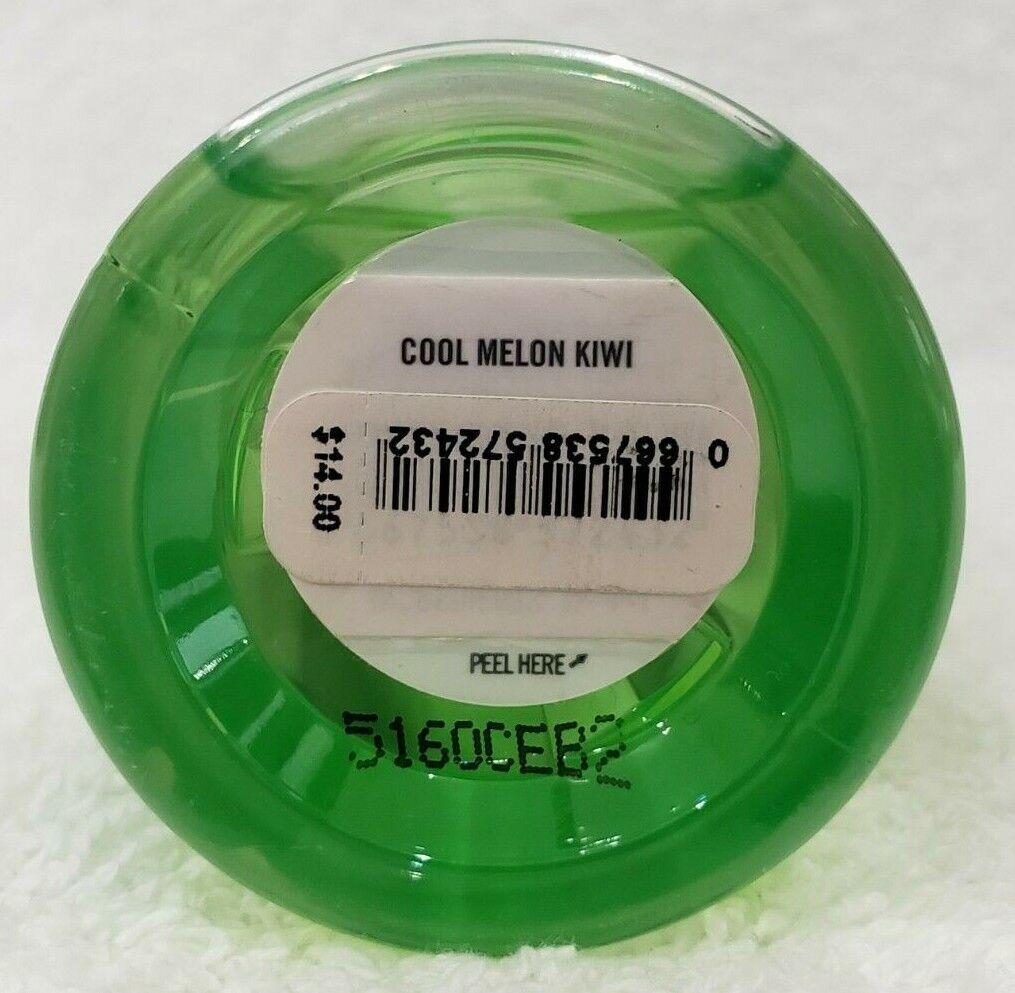 COOL MELON KIWI
0 667538 572432
$14.00
PEEL HERE
5160CEB2